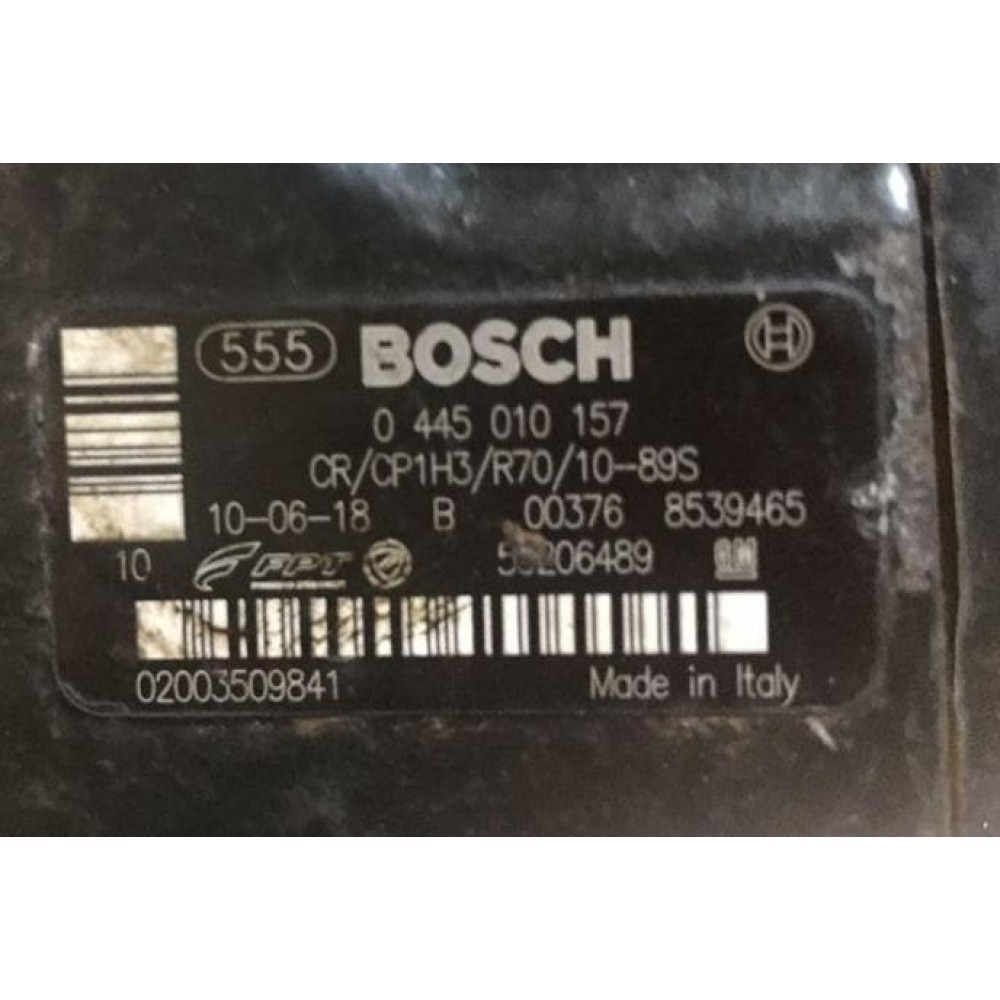 555 BOSCH
0 445 010 157
CR/CP1H3/R70/10-89S
10-06-18 B 00376 8539465
10 FPT GM
02003509841 Made in Italy